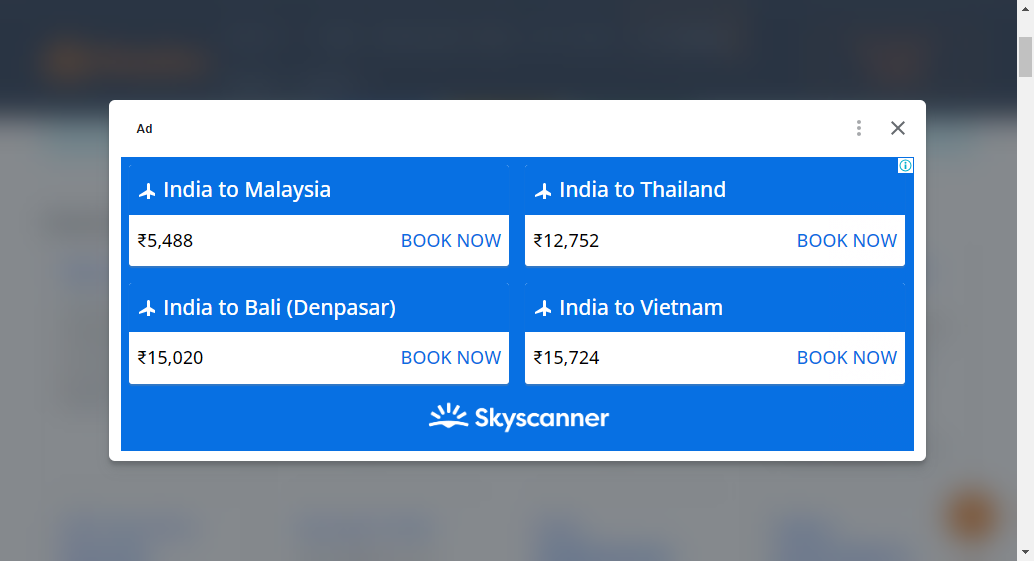 Ad
India to Malaysia
₹5,488 BOOK NOW
India to Thailand
₹12,752 BOOK NOW
India to Bali (Denpasar)
₹15,020 BOOK NOW
India to Vietnam
₹15,724 BOOK NOW
Skyscanner